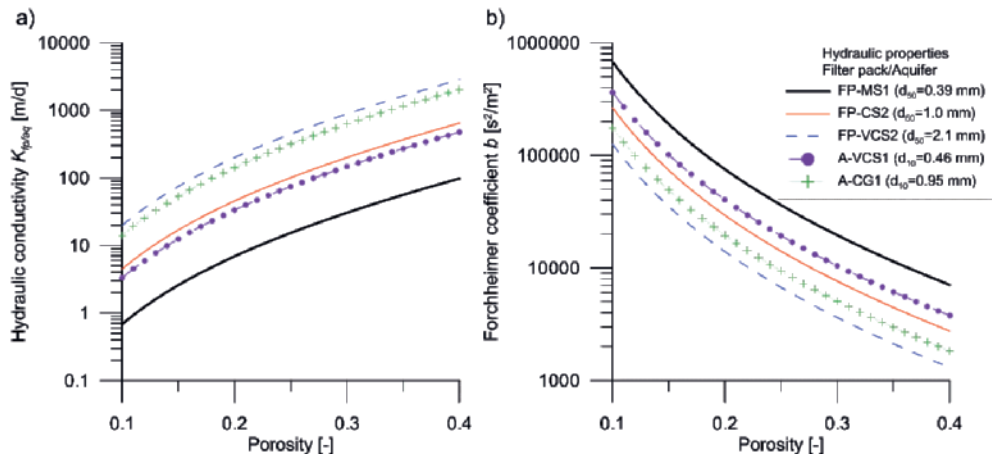 a)
Hydraulic conductivity Kfp/aq [m/d]
10000
1000
100
10
1
0.1
0.1
0.2
0.3
0.4
Porosity [-]
b)
Forchheimer coefficient b [s²/m²]
1000000
100000
10000
1000
0.1
0.2
0.3
0.4
Porosity [-]
Hydraulic properties
Filter pack/Aquifer
FP-MS1 (d50=0.39 mm)
FP-CS2 (d50=1.0 mm)
FP-VCS2 (d50=2.1 mm)
A-VCS1 (d10=0.46 mm)
A-CG1 (d10=0.95 mm)